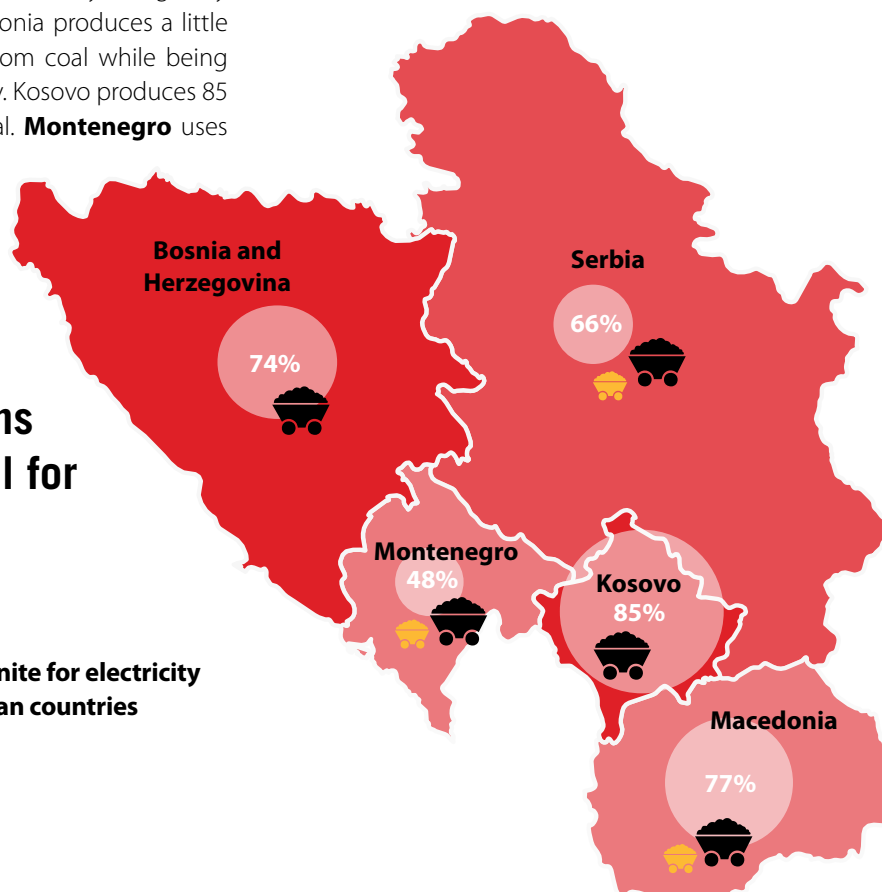 onia produces a little
om coal while being
. Kosovo produces 85
al. Montenegro uses
Bosnia and
Herzegovina
74%
Serbia
66%
ns
l for
Montenegro
48%
Kosovo
85%
nite for electricity
an countries
Macedonia
77%